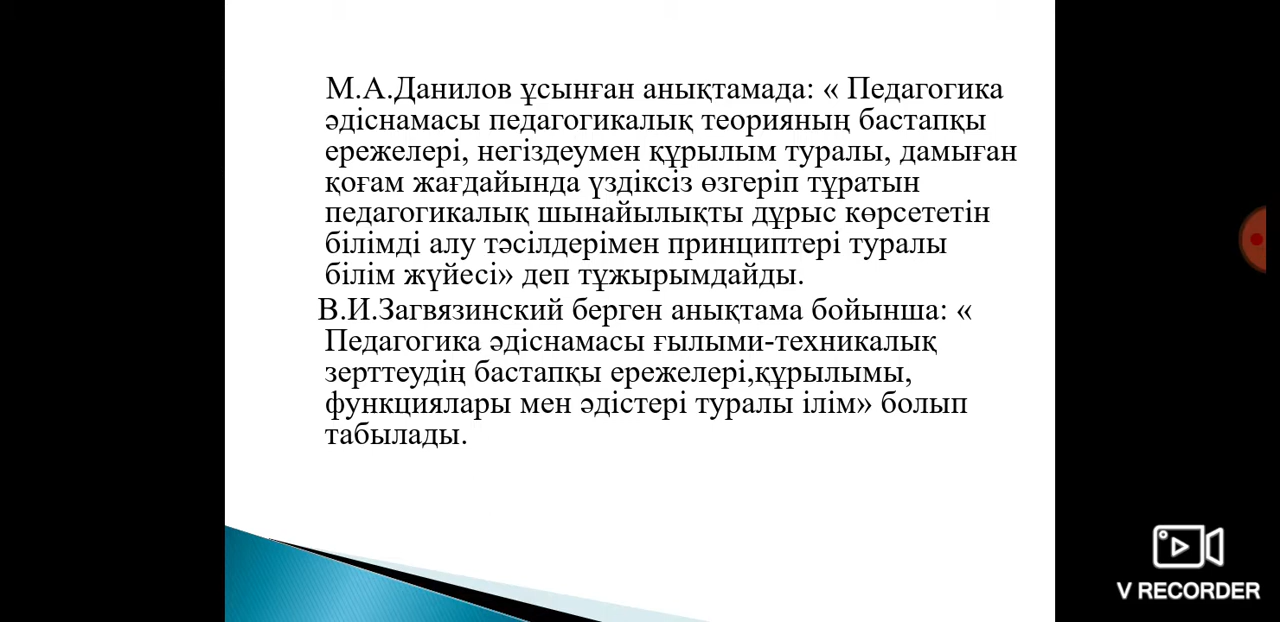 М.А.Данилов ұсынған анықтамада: « Педагогика
әдіснамасы педагогикалық теорияның бастапқы
ережелері, негіздеумен құрылым туралы, дамыған
қоғам жағдайында үздіксіз өзгеріп тұратын
педагогикалық шынайылықты дұрыс көрсететін
білімді алу тәсілдерімен принциптері туралы
білім жүйесі» деп тұжырымдайды.
В.И.Загвязинский берген анықтама бойынша: «
Педагогика әдіснамасы ғылыми-техникалық
зерттеудің бастапқы ережелері,құрылымы,
функциялары мен әдістері туралы ілім» болып
табылады.
V RECORDER